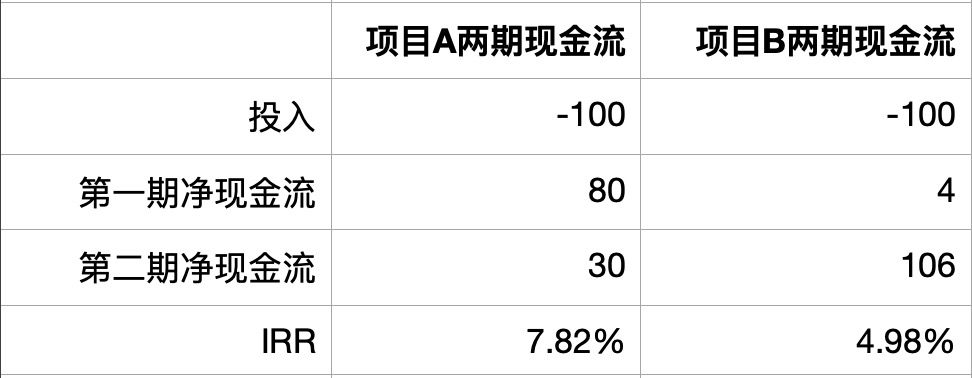 项目A两期现金流 项目B两期现金流
投入 -100 -100
第一期净现金流 80 4
第二期净现金流 30 106
IRR 7.82% 4.98%